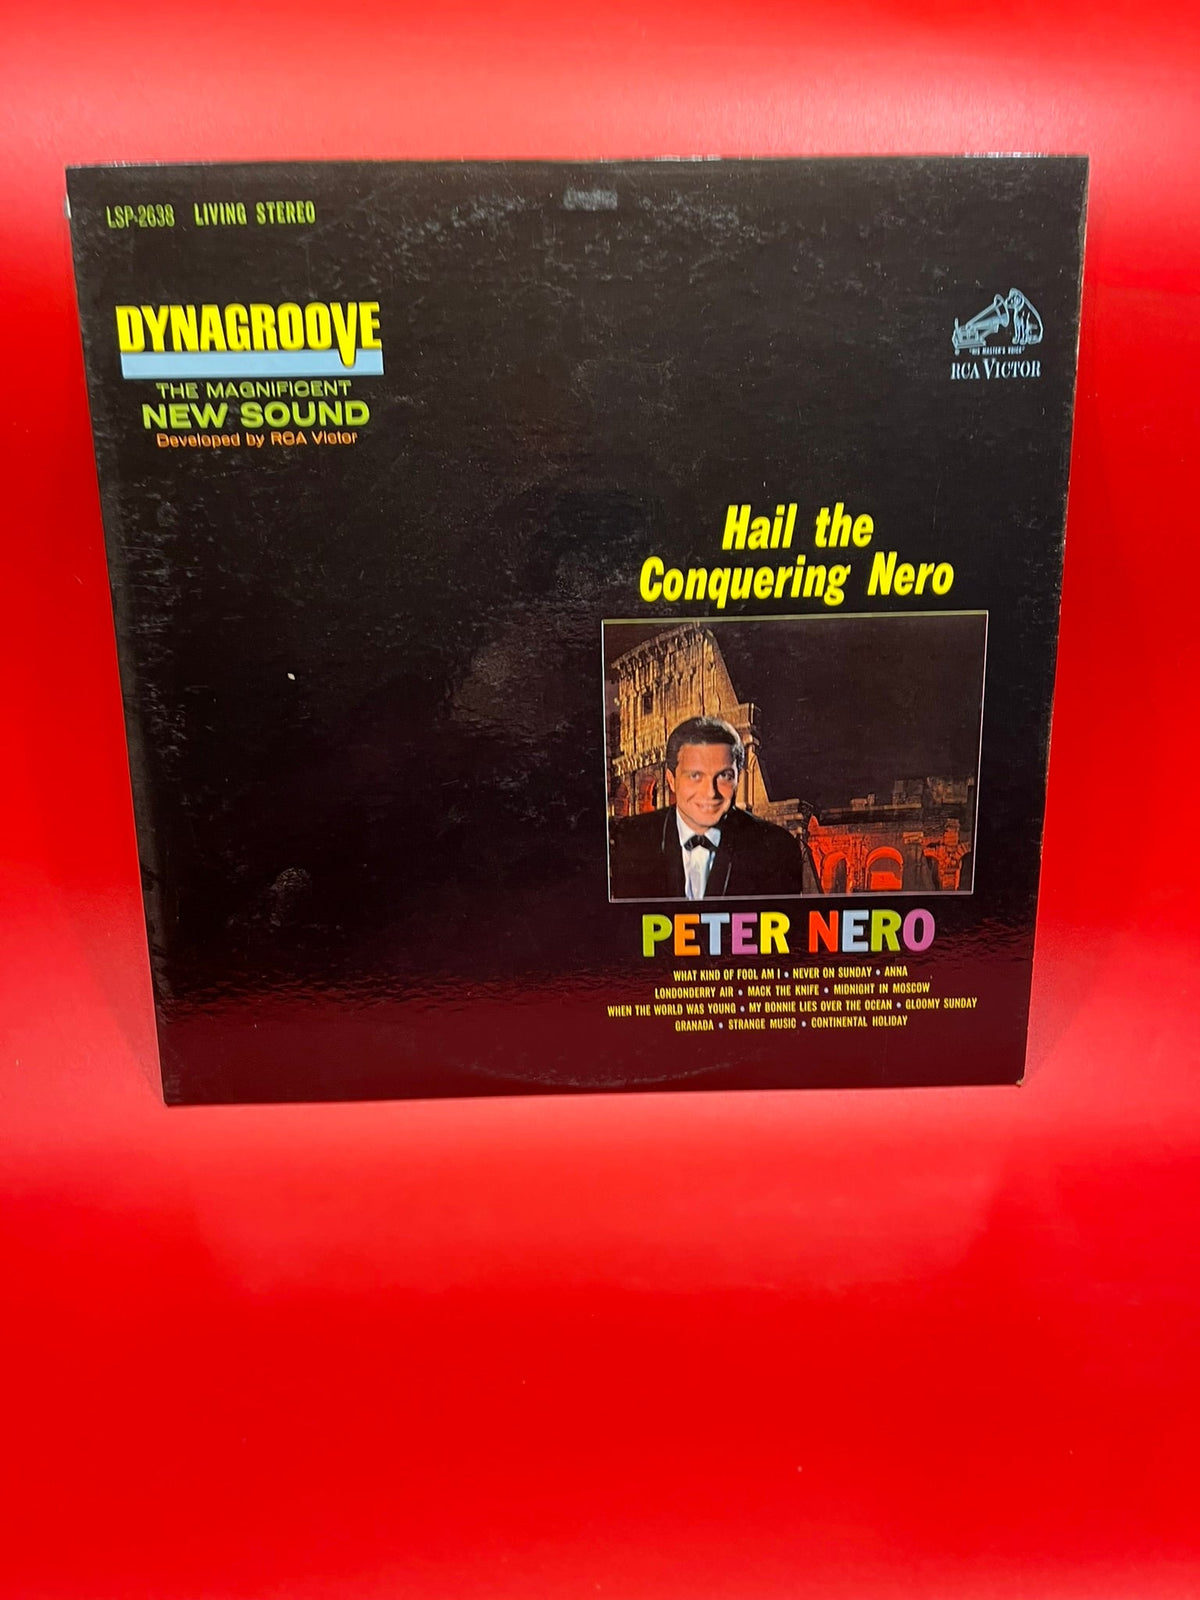 LSP-2638 LIVING STEREO
DYNAGROOVE
THE MAGNIFICENT
NEW SOUND
Developed by RCA Victor
"HIS MASTER'S VOICE"
RCA VICTOR
Hail the
Conquering Nero
PETER NERO
WHAT KIND OF FOOL AM I • NEVER ON SUNDAY • ANNA
LONDONDERRY AIR • MACK THE KNIFE • MIDNIGHT IN MOSCOW
WHEN THE WORLD WAS YOUNG • MY BONNIE LIES OVER THE OCEAN • GLOOMY SUNDAY
GRANADA • STRANGE MUSIC • CONTINENTAL HOLIDAY